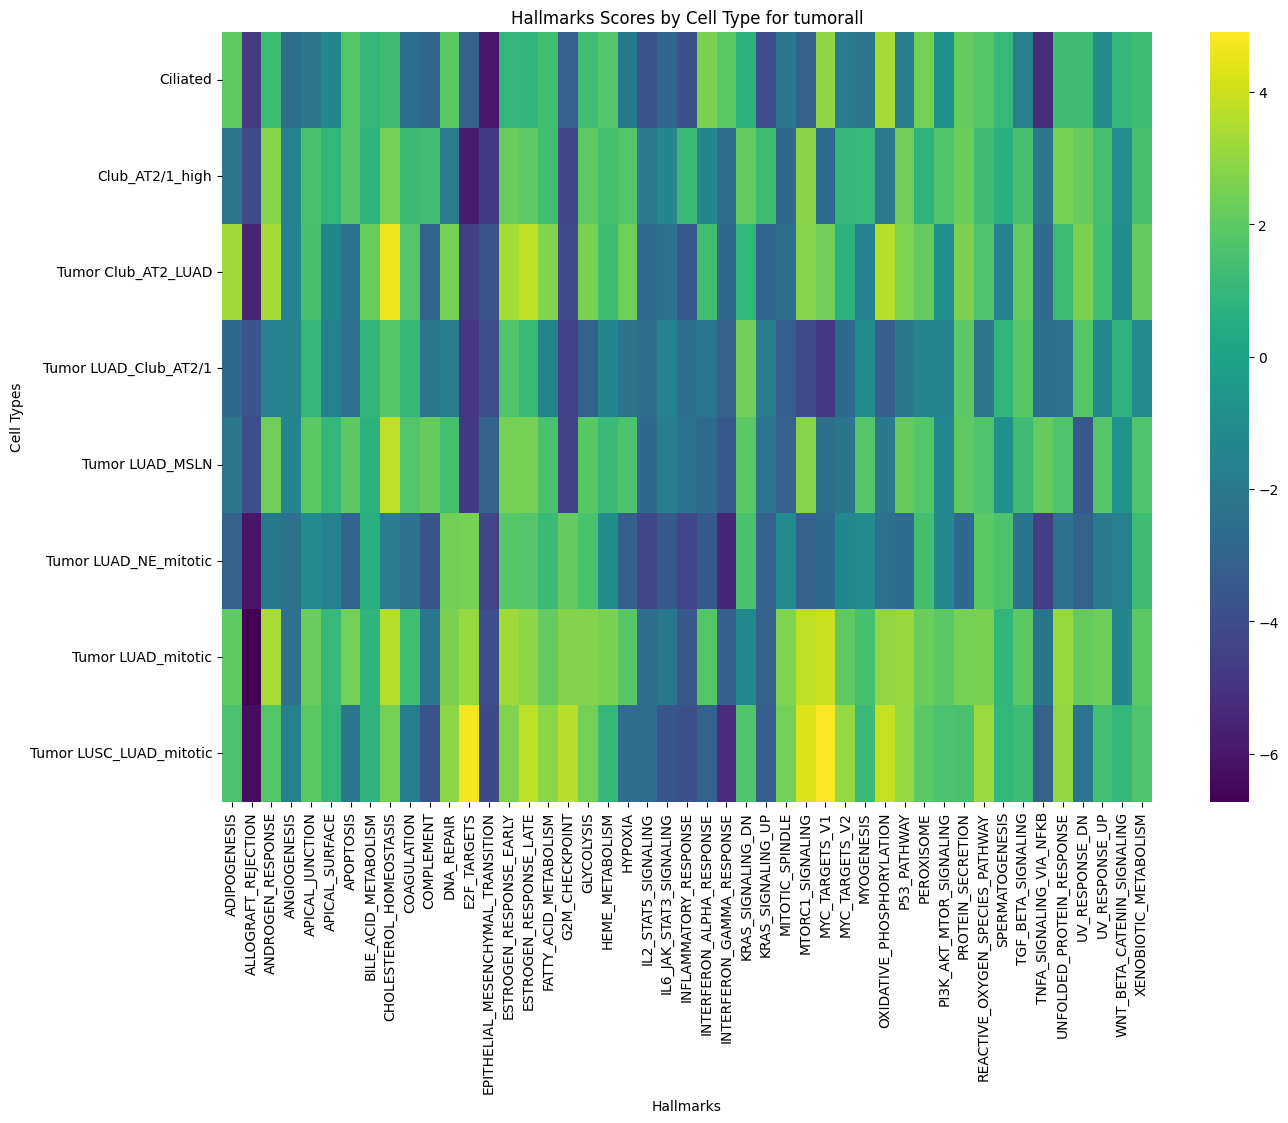 Hallmarks Scores by Cell Type for tumorall
Cell Types
Ciliated
Club_AT2/1_high
Tumor Club_AT2_LUAD
Tumor LUAD_Club_AT2/1
Tumor LUAD_MSLN
Tumor LUAD_NE_mitotic
Tumor LUAD_mitotic
Tumor LUSC_LUAD_mitotic
4
2
0
−2
−4
−6
ADIPOGENESIS
ALLOGRAFT_REJECTION
ANDROGEN_RESPONSE
ANGIOGENESIS
APICAL_JUNCTION
APICAL_SURFACE
APOPTOSIS
BILE_ACID_METABOLISM
CHOLESTEROL_HOMEOSTASIS
COAGULATION
COMPLEMENT
DNA_REPAIR
E2F_TARGETS
EPITHELIAL_MESENCHYMAL_TRANSITION
ESTROGEN_RESPONSE_EARLY
ESTROGEN_RESPONSE_LATE
FATTY_ACID_METABOLISM
G2M_CHECKPOINT
GLYCOLYSIS
HEME_METABOLISM
HYPOXIA
IL2_STAT5_SIGNALING
IL6_JAK_STAT3_SIGNALING
INFLAMMATORY_RESPONSE
INTERFERON_ALPHA_RESPONSE
INTERFERON_GAMMA_RESPONSE
KRAS_SIGNALING_DN
KRAS_SIGNALING_UP
MITOTIC_SPINDLE
MTORC1_SIGNALING
MYC_TARGETS_V1
MYC_TARGETS_V2
MYOGENESIS
OXIDATIVE_PHOSPHORYLATION
P53_PATHWAY
PEROXISOME
PI3K_AKT_MTOR_SIGNALING
PROTEIN_SECRETION
REACTIVE_OXYGEN_SPECIES_PATHWAY
SPERMATOGENESIS
TGF_BETA_SIGNALING
TNFA_SIGNALING_VIA_NFKB
UNFOLDED_PROTEIN_RESPONSE
UV_RESPONSE_DN
UV_RESPONSE_UP
WNT_BETA_CATENIN_SIGNALING
XENOBIOTIC_METABOLISM
Hallmarks